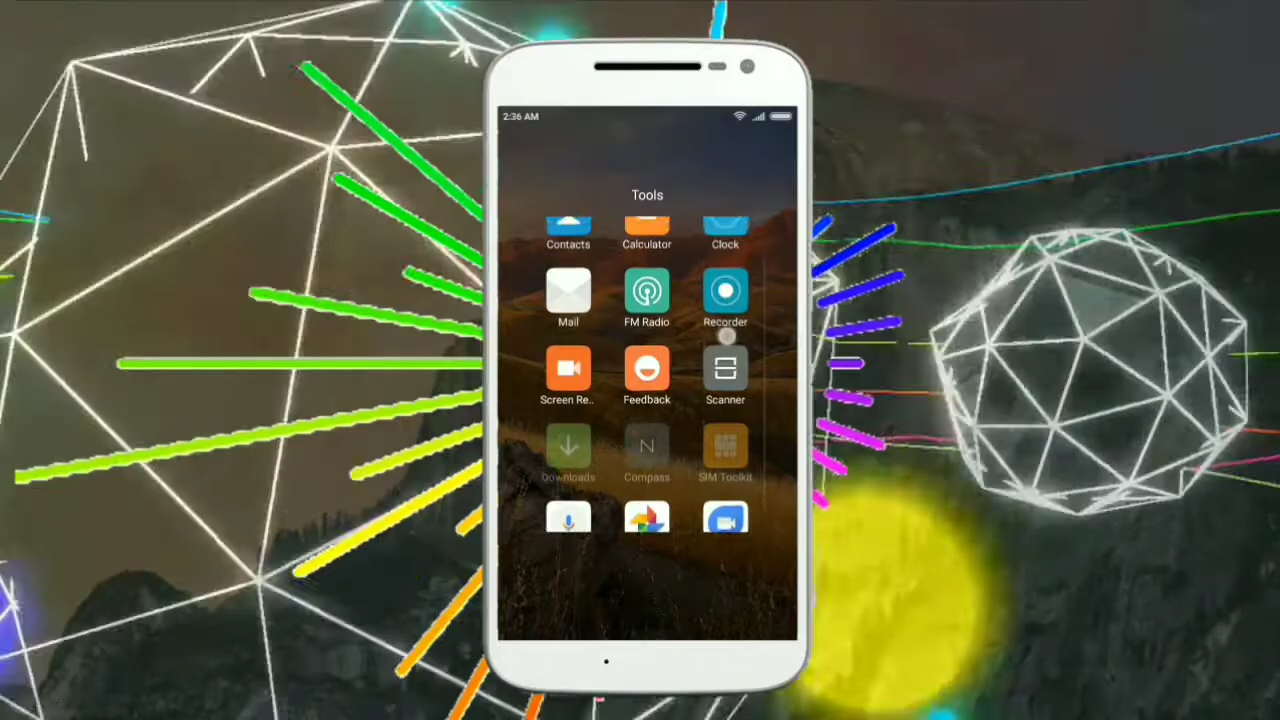 2:36 AM
Tools
Contacts Calculator Clock
Mail FM Radio Recorder
Screen Re.. Feedback Scanner
Downloads Compass SIM Toolkit